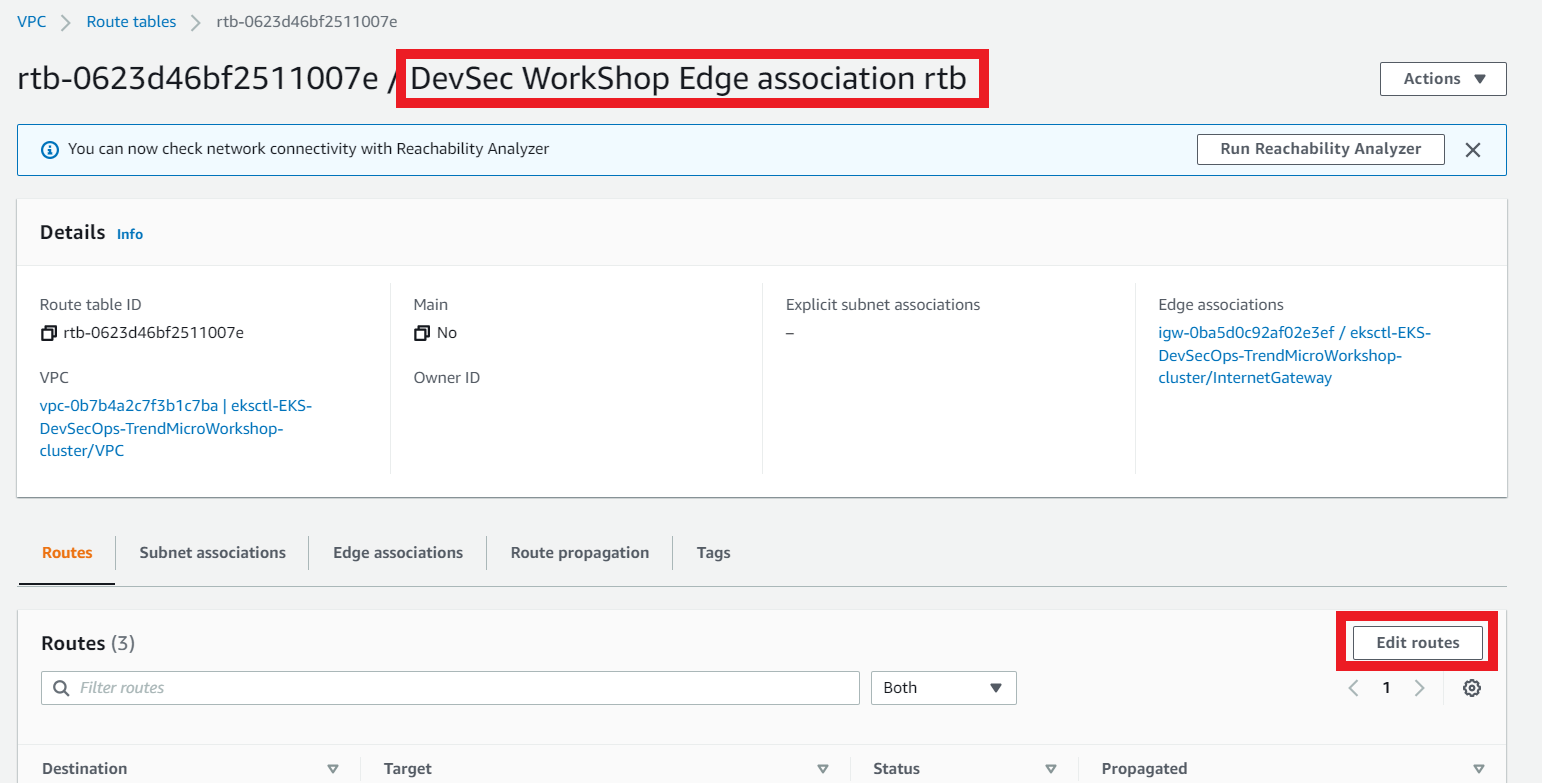 VPC > Route tables > rtb-0623d46bf2511007e
rtb-0623d46bf2511007e / DevSec WorkShop Edge association rtb
Actions
You can now check network connectivity with Reachability Analyzer
Run Reachability Analyzer
Details Info
Route table ID
rtb-0623d46bf2511007e
VPC
vpc-0b7b4a2c7f3b1c7ba | eksctl-EKS-
DevSecOps-TrendMicroWorkshop-
cluster/VPC
Main
No
Owner ID
Explicit subnet associations
–
Edge associations
igw-0ba5d0c92af02e3ef / eksctl-EKS-
DevSecOps-TrendMicroWorkshop-
cluster/InternetGateway
Routes Subnet associations Edge associations Route propagation Tags
Routes (3)
Edit routes
Filter routes
Both
1
Destination Target Status Propagated